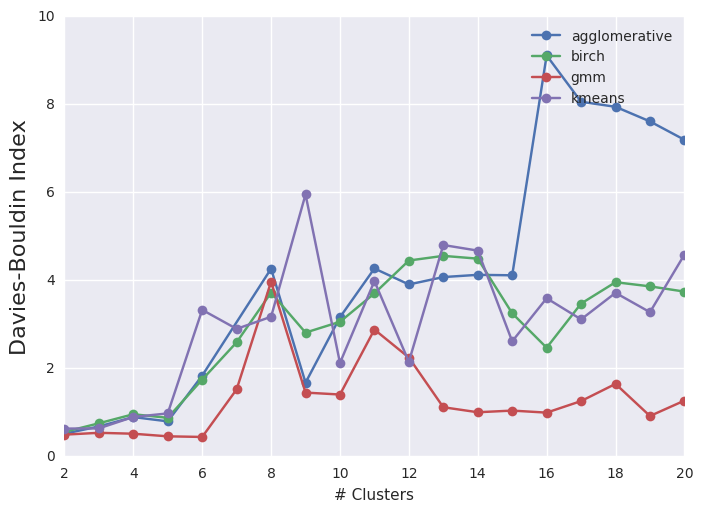 10
8
6
4
2
0
Davies-Bouldin Index
agglomerative
birch
gmm
kmeans
2 4 6 8 10 12 14 16 18 20
# Clusters